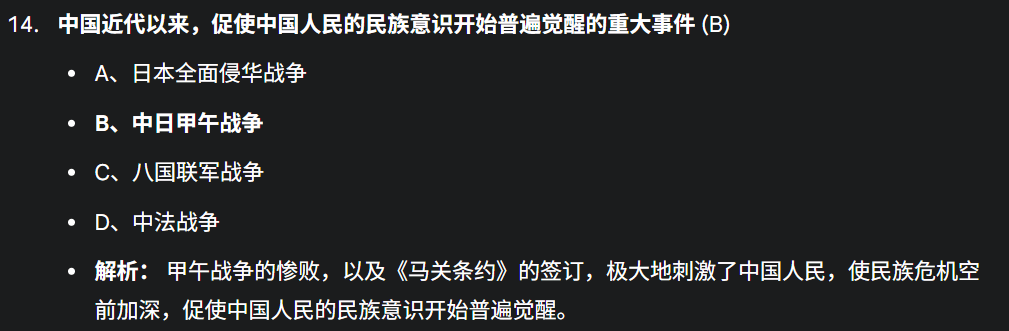 14. 中国近代以来，促使中国人民的民族意识开始普遍觉醒的重大事件 (B)
• A、日本全面侵华战争
• B、中日甲午战争
• C、八国联军战争
• D、中法战争
• 解析： 甲午战争的惨败，以及《马关条约》的签订，极大地刺激了中国人民，使民族危机空
前加深，促使中国人民的民族意识开始普遍觉醒。